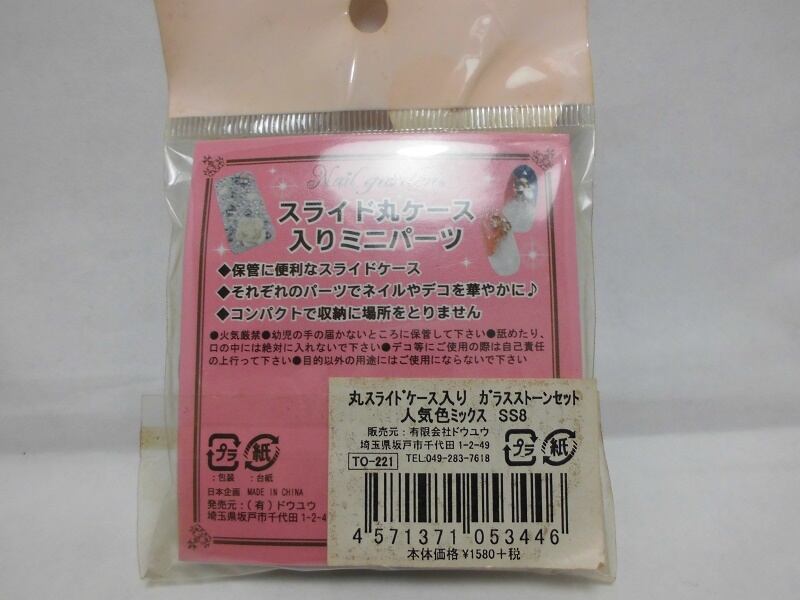 Nail garden
スライド丸ケース
入りミニパーツ
◆保管に便利なスライドケース
◆それぞれのパーツでネイルやデコを華やかに♪
◆コンパクトで収納に場所をとりません
●火気厳禁●幼児の手の届かないところに保管して下さい●舐めたり、
口の中には絶対に入れないで下さい●デコ等にご使用の際は自己責任
の上行って下さい●目的以外の用途にはご使用にならないで下さい
プラ 紙
:包装 :台紙
日本企画 MADE IN CHINA
発売元:(有)ドウユウ
埼玉県坂戸市千代田1-2-4
丸スライドケース入り ガラスストーンセット
人気色ミックス SS8
販売元:有限会社ドウユウ
埼玉県坂戸市千代田1-2-49
TO-221 TEL:049-283-7618
プラ 紙
4 571371 053446
本体価格 ¥1580+税